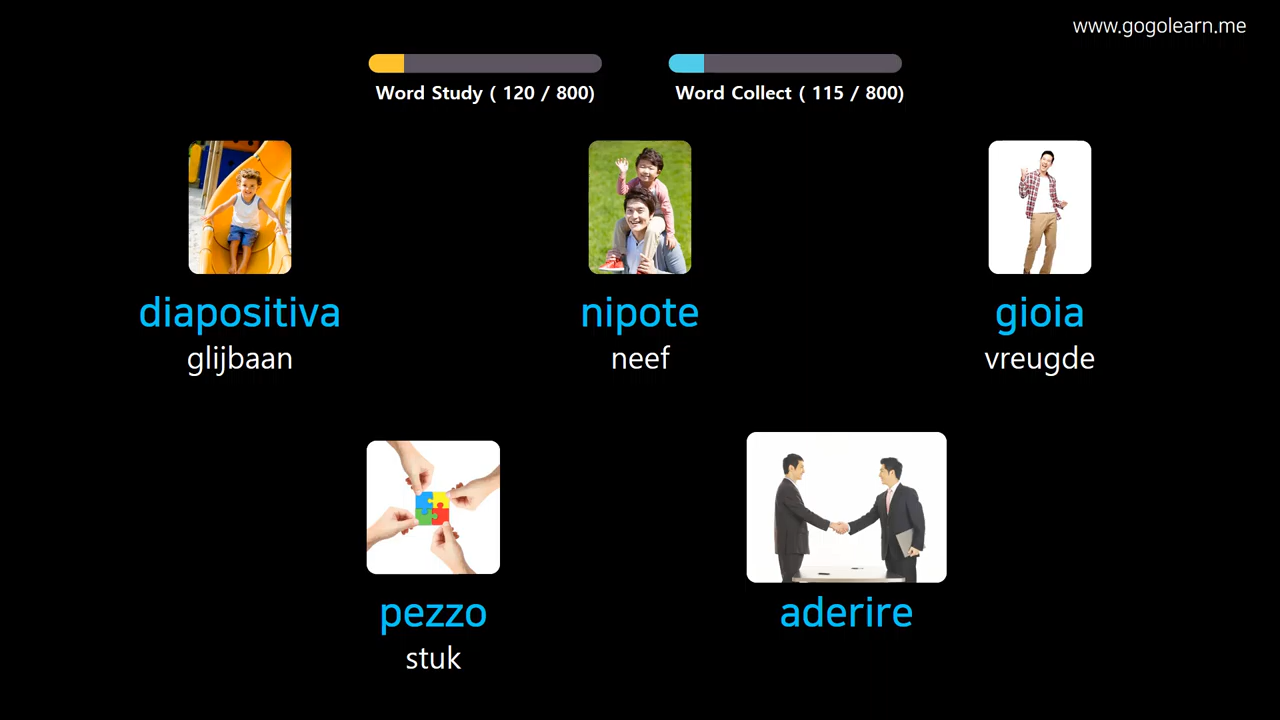 www.gogolearn.me
Word Study ( 120 / 800)
Word Collect ( 115 / 800)
diapositiva
glijbaan
nipote
neef
gioia
vreugde
pezzo
stuk
aderire